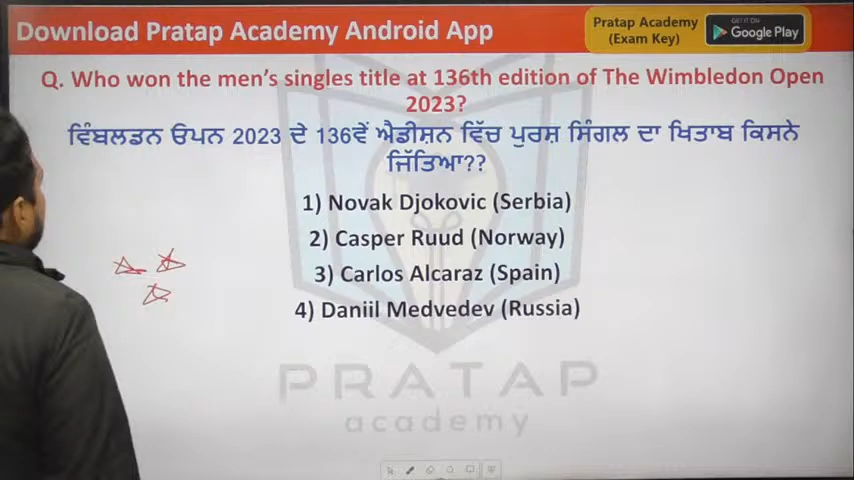 Download Pratap Academy Android App
Pratap Academy
(Exam Key)
GET IT ON
Google Play
Q. Who won the men's singles title at 136th edition of The Wimbledon Open
2023?
ਵਿੰਬਲਡਨ ਓਪਨ 2023 ਦੇ 136ਵੇਂ ਐਡੀਸ਼ਨ ਵਿੱਚ ਪੁਰਸ਼ ਸਿੰਗਲ ਦਾ ਖਿਤਾਬ ਕਿਸਨੇ
ਜਿੱਤਿਆ??
1) Novak Djokovic (Serbia)
2) Casper Ruud (Norway)
3) Carlos Alcaraz (Spain)
4) Daniil Medvedev (Russia)
PRATAP
academy